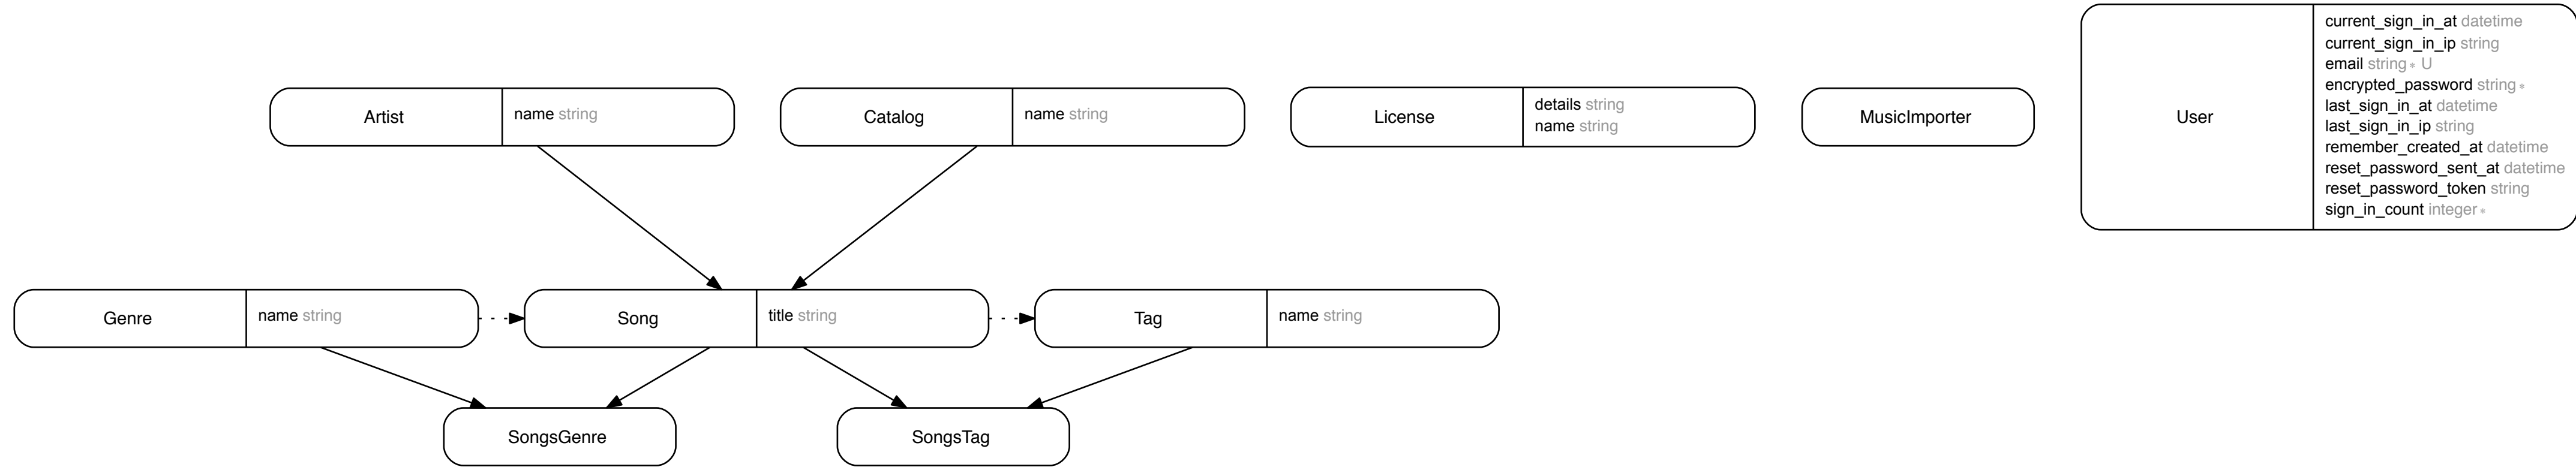 Artist
name string
Catalog
name string
License
details string
name string
MusicImporter
User
current_sign_in_at datetime
current_sign_in_ip string
email string∗ U
encrypted_password string∗
last_sign_in_at datetime
last_sign_in_ip string
remember_created_at datetime
reset_password_sent_at datetime
reset_password_token string
sign_in_count integer∗
Genre
name string
Song
title string
Tag
name string
SongsGenre
SongsTag